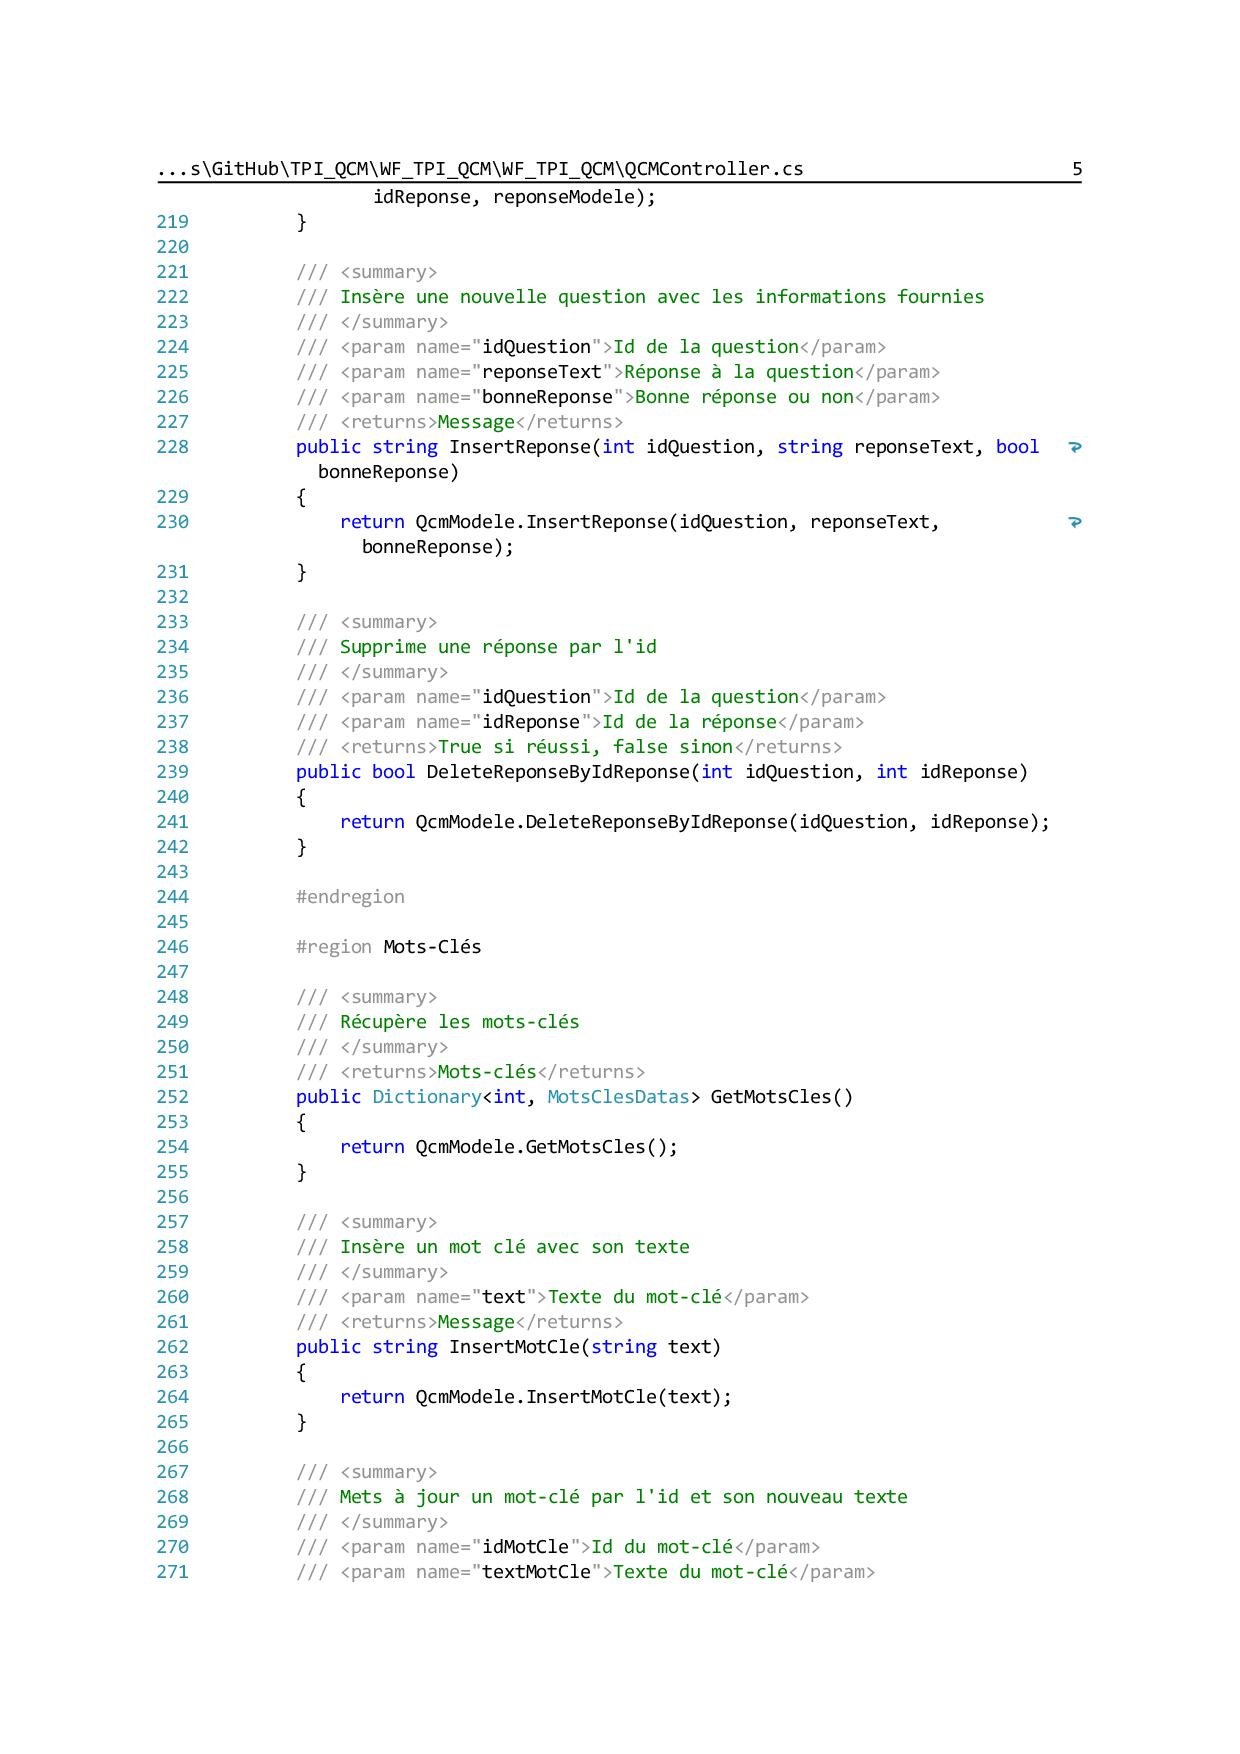 ...s\GitHub\TPI_QCM\WF_TPI_QCM\WF_TPI_QCM\QCMController.cs 5
idReponse, reponseModele);
219 }
220
221 /// <summary>
222 /// Insère une nouvelle question avec les informations fournies
223 /// </summary>
224 /// <param name="idQuestion">Id de la question</param>
225 /// <param name="reponseText">Réponse à la question</param>
226 /// <param name="bonneReponse">Bonne réponse ou non</param>
227 /// <returns>Message</returns>
228 public string InsertReponse(int idQuestion, string reponseText, bool
bonneReponse)
229 {
230 return QcmModele.InsertReponse(idQuestion, reponseText,
bonneReponse);
231 }
232
233 /// <summary>
234 /// Supprime une réponse par l'id
235 /// </summary>
236 /// <param name="idQuestion">Id de la question</param>
237 /// <param name="idReponse">Id de la réponse</param>
238 /// <returns>True si réussi, false sinon</returns>
239 public bool DeleteReponseByIdReponse(int idQuestion, int idReponse)
240 {
241 return QcmModele.DeleteReponseByIdReponse(idQuestion, idReponse);
242 }
243
244 #endregion
245
246 #region Mots-Clés
247
248 /// <summary>
249 /// Récupère les mots-clés
250 /// </summary>
251 /// <returns>Mots-clés</returns>
252 public Dictionary<int, MotsClesDatas> GetMotsCles()
253 {
254 return QcmModele.GetMotsCles();
255 }
256
257 /// <summary>
258 /// Insère un mot clé avec son texte
259 /// </summary>
260 /// <param name="text">Texte du mot-clé</param>
261 /// <returns>Message</returns>
262 public string InsertMotCle(string text)
263 {
264 return QcmModele.InsertMotCle(text);
265 }
266
267 /// <summary>
268 /// Mets à jour un mot-clé par l'id et son nouveau texte
269 /// </summary>
270 /// <param name="idMotCle">Id du mot-clé</param>
271 /// <param name="textMotCle">Texte du mot-clé</param>